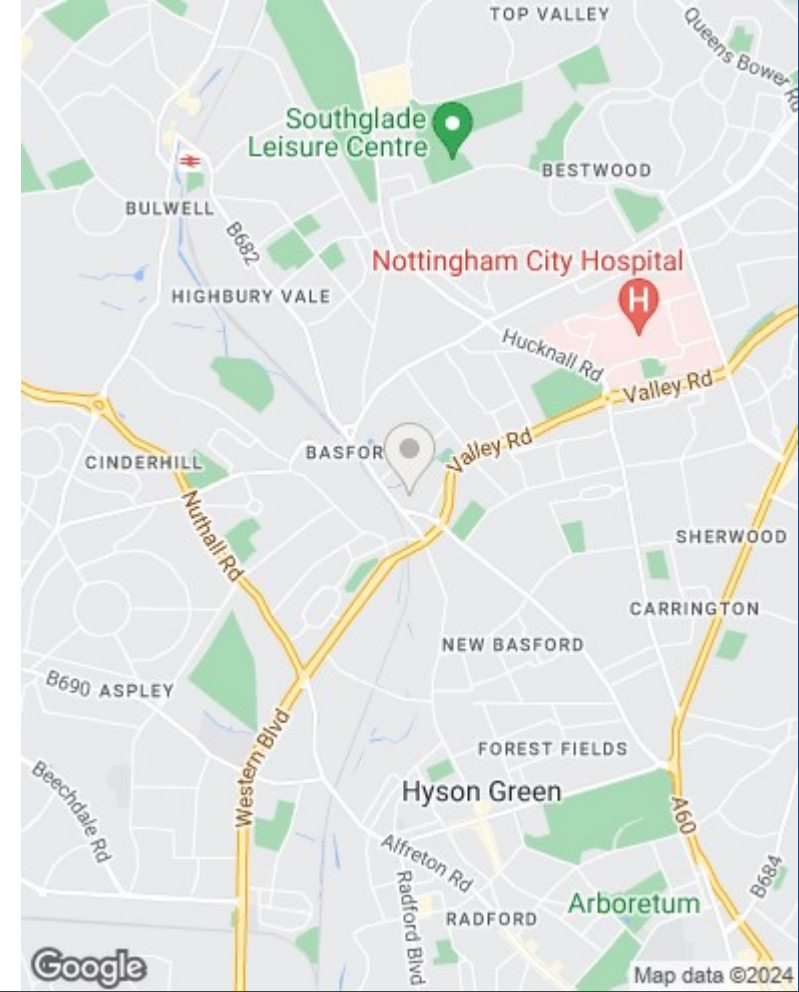 TOP VALLEY
Queens Bower Rd
Southglade
Leisure Centre
BESTWOOD
BULWELL
B682
Nottingham City Hospital
H
HIGHBURY VALE
Hucknall Rd
Valley Rd
BASFOR
Valley Rd
CINDERHILL
Nuthall Rd
SHERWOOD
CARRINGTON
NEW BASFORD
B690
ASPLEY
Western Blvd
FOREST FIELDS
Beechdale Rd
Hyson Green
A60
Alfreton Rd
B684
Radford Blvd
RADFORD
Arboretum
Google
Map data ©2024